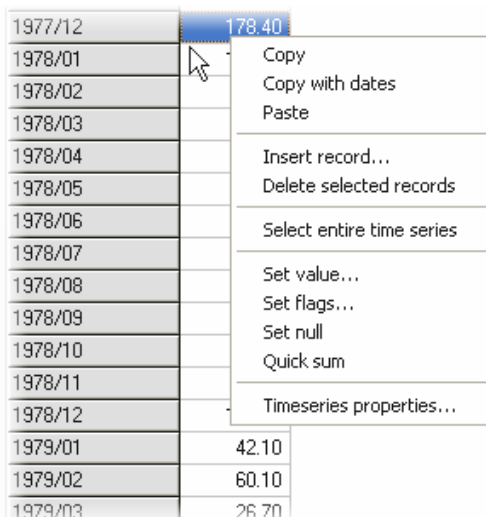 1977/12 178.40
1978/01
1978/02
1978/03
1978/04
1978/05
1978/06
1978/07
1978/08
1978/09
1978/10
1978/11
1978/12
1979/01 42.10
1979/02 60.10
1979/03 26.70
Copy
Copy with dates
Paste
Insert record...
Delete selected records
Select entire time series
Set value...
Set flags...
Set null
Quick sum
Timeseries properties...